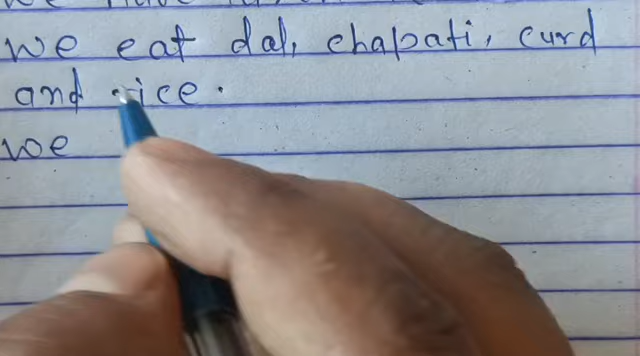 we eat dal, chapati, curd
and rice.
we